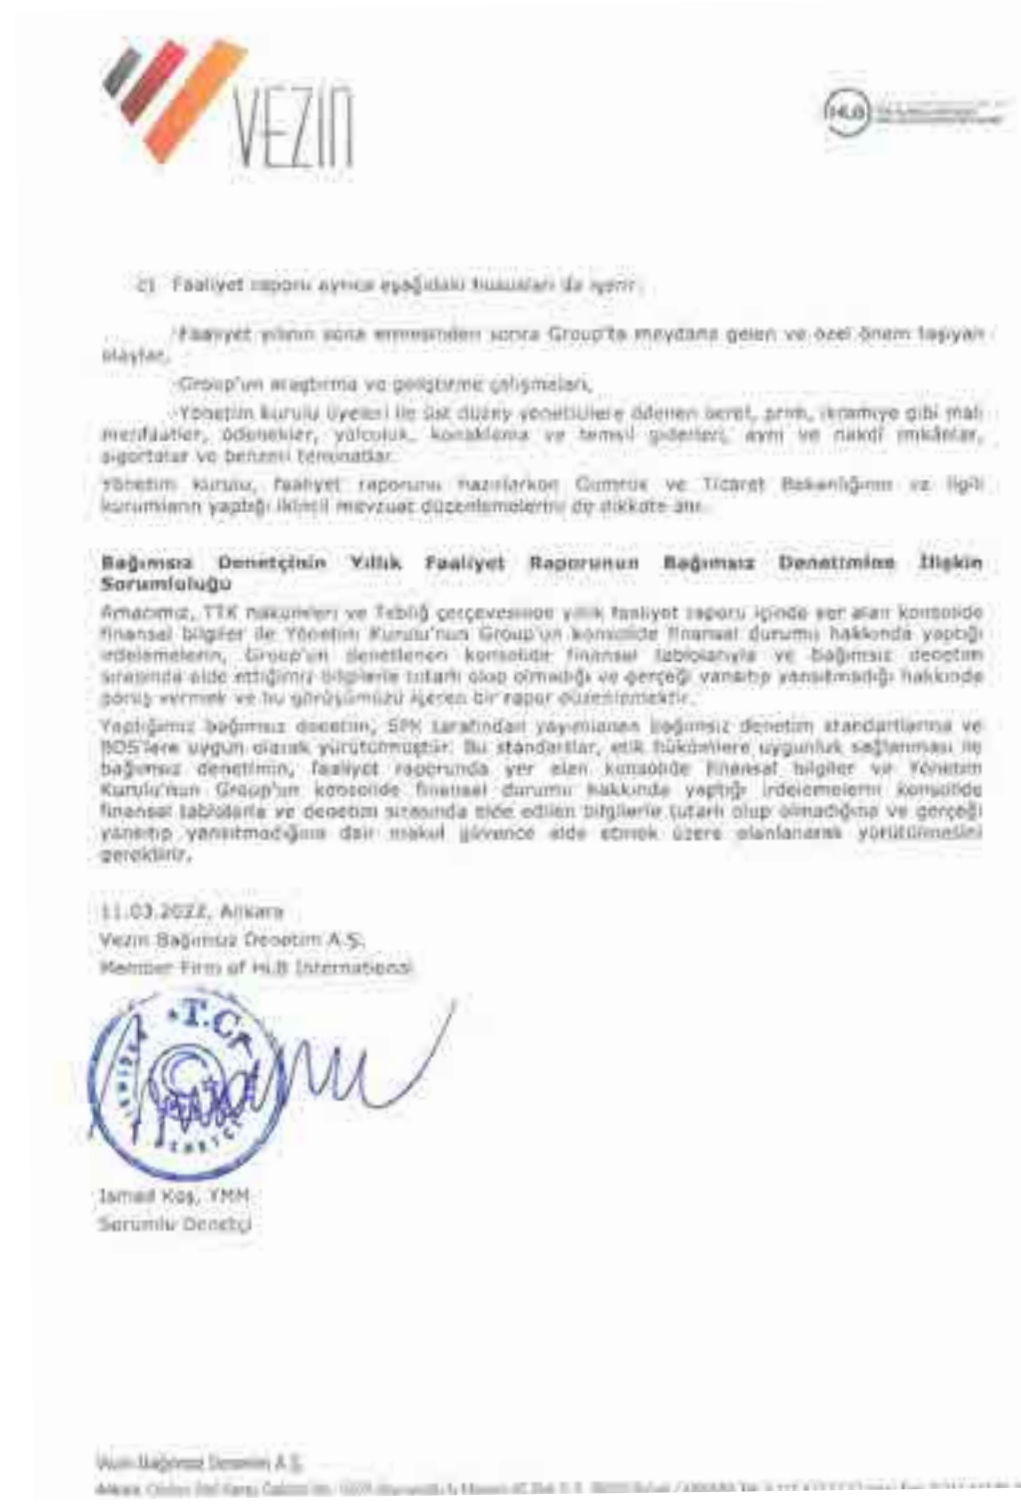 VEZIN
HLB
Faaliyet raporu ayrıca aşağıdaki hususları da içerir:
-Faaliyet yılının sona ermesinden sonra Group'ta meydana gelen ve özel önem taşıyan
olaylar,
-Group'un araştırma ve geliştirme çalışmaları,
-Yönetim kurulu üyeleri ile üst düzey yöneticilere ödenen ücret, prim, ikramiye gibi mali
menfaatler, ödenekler, yolculuk, konaklama ve temsil giderleri, ayni ve nakdi imkânlar,
sigortalar ve benzeri teminatlar.
Yönetim kurulu, faaliyet raporunu hazırlarken Gümrük ve Ticaret Bakanlığının ve ilgili
kurumların yaptığı ikincil mevzuat düzenlemelerini de dikkate alır.
Bağımsız Denetçinin Yıllık Faaliyet Raporunun Bağımsız Denetimine İlişkin
Sorumluluğu
Amacımız, TTK hükümleri ve Tebliğ çerçevesinde yıllık faaliyet raporu içinde yer alan konsolide
finansal bilgiler ile Yönetim Kurulu'nun Group'un konsolide finansal durumu hakkında yaptığı
irdelemelerin, Group'un denetlenen konsolide finansal tablolarıyla ve bağımsız denetim
sırasında elde ettiğimiz bilgilerle tutarlı olup olmadığı ve gerçeği yansıtıp yansıtmadığı hakkında
görüş vermek ve bu görüşümüzü içeren bir rapor düzenlemektir.
Yaptığımız bağımsız denetim, SPK tarafından yayımlanan bağımsız denetim standartlarına ve
BDS'lere uygun olarak yürütülmüştür. Bu standartlar, etik hükümlere uygunluk sağlanması ile
bağımsız denetimin, faaliyet raporunda yer alan konsolide finansal bilgiler ve Yönetim
Kurulu'nun Group'un konsolide finansal durumu hakkında yaptığı irdelemelerin konsolide
finansal tablolarla ve denetim sırasında elde edilen bilgilerle tutarlı olup olmadığına ve gerçeği
yansıtıp yansıtmadığına dair makul güvence elde etmek üzere planlanarak yürütülmesini
gerektirir.
11.03.2022, Ankara
Vezin Bağımsız Denetim A.Ş.
Member Firm of HLB International
T.C.
Koş, YMM
Sorumlu Denetçi
Vezin Bağımsız Denetim A.Ş.